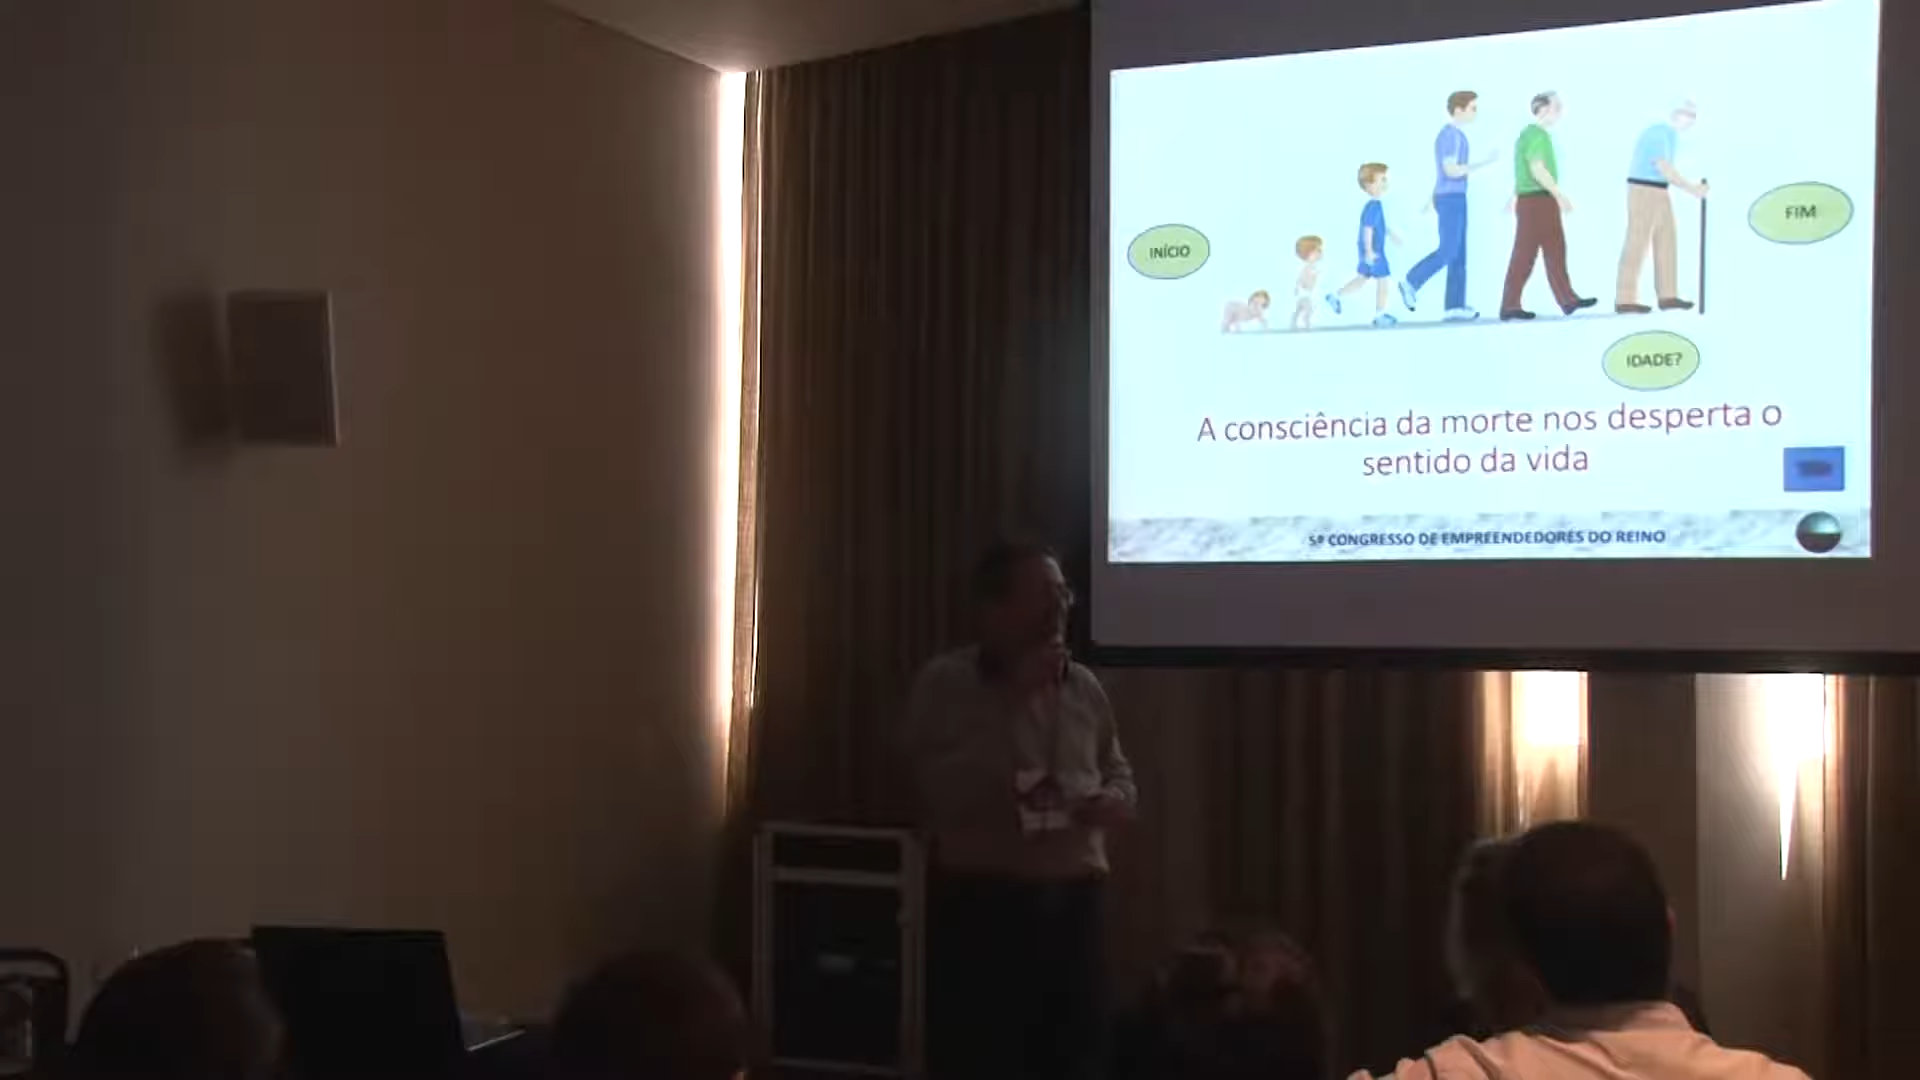 INÍCIO
FIM
IDADE?
A consciência da morte nos desperta o
sentido da vida
5º CONGRESSO DE EMPREENDEDORES DO REINO